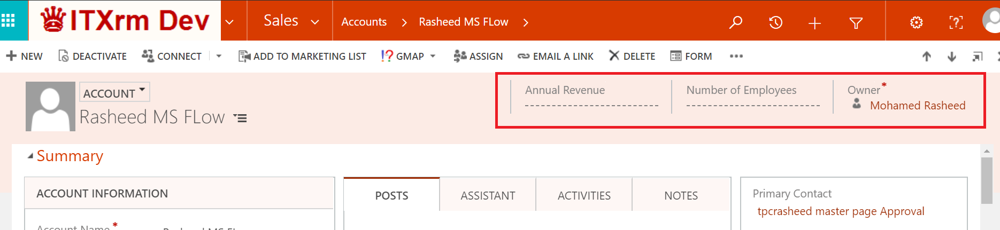 ITXrm Dev Sales Accounts Rasheed MS FLow
NEW DEACTIVATE CONNECT ADD TO MARKETING LIST !? GMAP ASSIGN EMAIL A LINK DELETE FORM ...
ACCOUNT
Rasheed MS FLow
Annual Revenue Number of Employees Owner*
-------------------------- -------------------------- Mohamed Rasheed
Summary
ACCOUNT INFORMATION
POSTS ASSISTANT ACTIVITIES NOTES
Primary Contact
tpcrasheed master page Approval
Account Name *